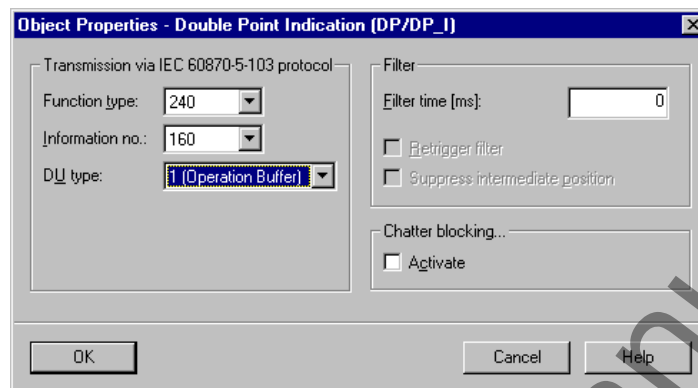 Object Properties - Double Point Indication (DP/DP_I)
Transmission via IEC 60870-5-103 protocol
Function type: 240
Information no.: 160
DU type: 1 (Operation Buffer)
Filter
Filter time [ms]: 0
Retrigger filter
Suppress intermediate position
Chatter blocking...
Activate
OK
Cancel
Help